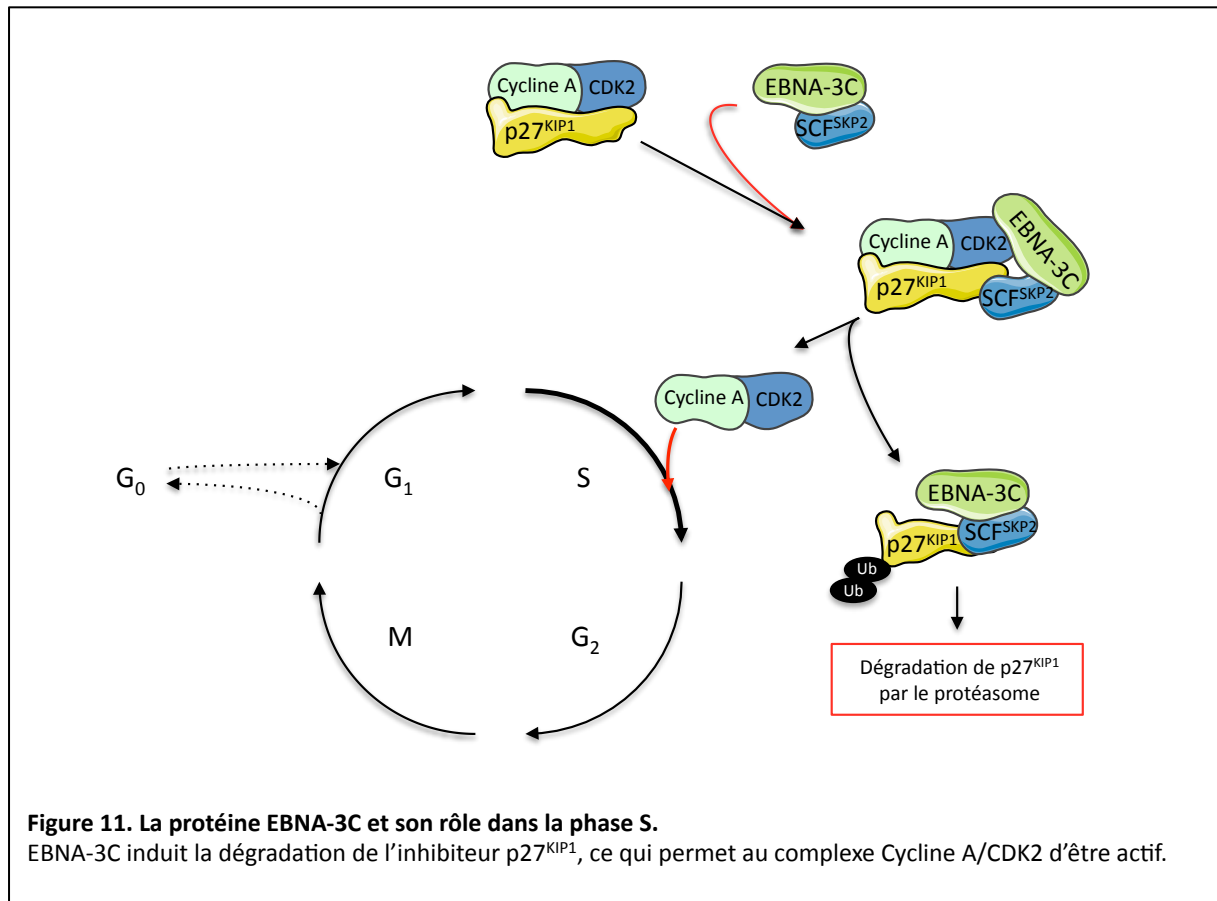 Cycline A CDK2
p27KIP1
EBNA-3C
SCFSKP2
Cycline A CDK2
p27KIP1
EBNA-3C
SCFSKP2
Cycline A CDK2
G0
G1
S
M
G2
EBNA-3C
p27KIP1
SCFSKP2
Ub
Ub
Dégradation de p27KIP1
par le protéasome
Figure 11. La protéine EBNA-3C et son rôle dans la phase S.
EBNA-3C induit la dégradation de l’inhibiteur p27KIP1, ce qui permet au complexe Cycline A/CDK2 d’être actif.